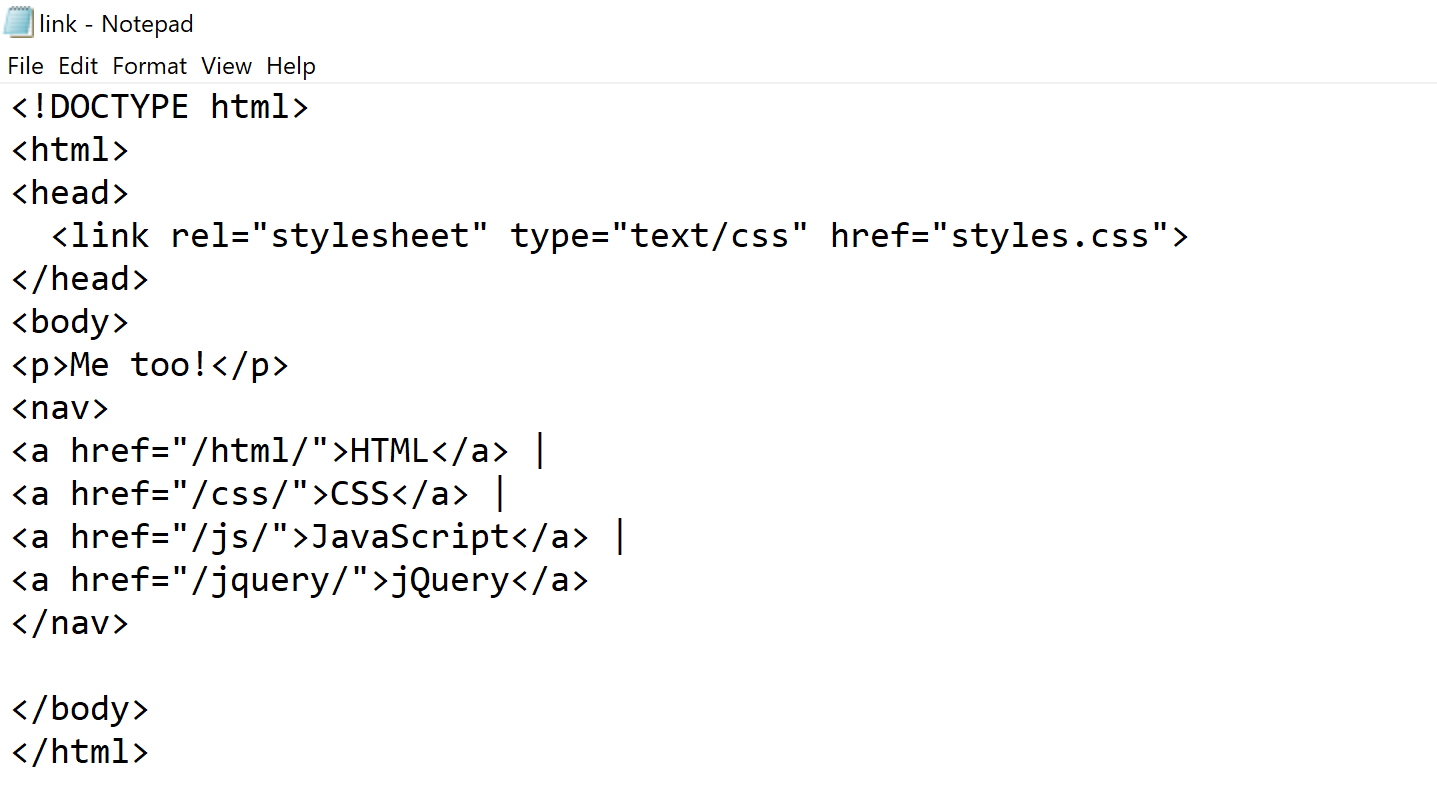 link - Notepad
File Edit Format View Help
<!DOCTYPE html>
<html>
<head>
  <link rel="stylesheet" type="text/css" href="styles.css">
</head>
<body>
<p>Me too!</p>
<nav>
<a href="/html/">HTML</a> |
<a href="/css/">CSS</a> |
<a href="/js/">JavaScript</a> |
<a href="/jquery/">jQuery</a>
</nav>

</body>
</html>